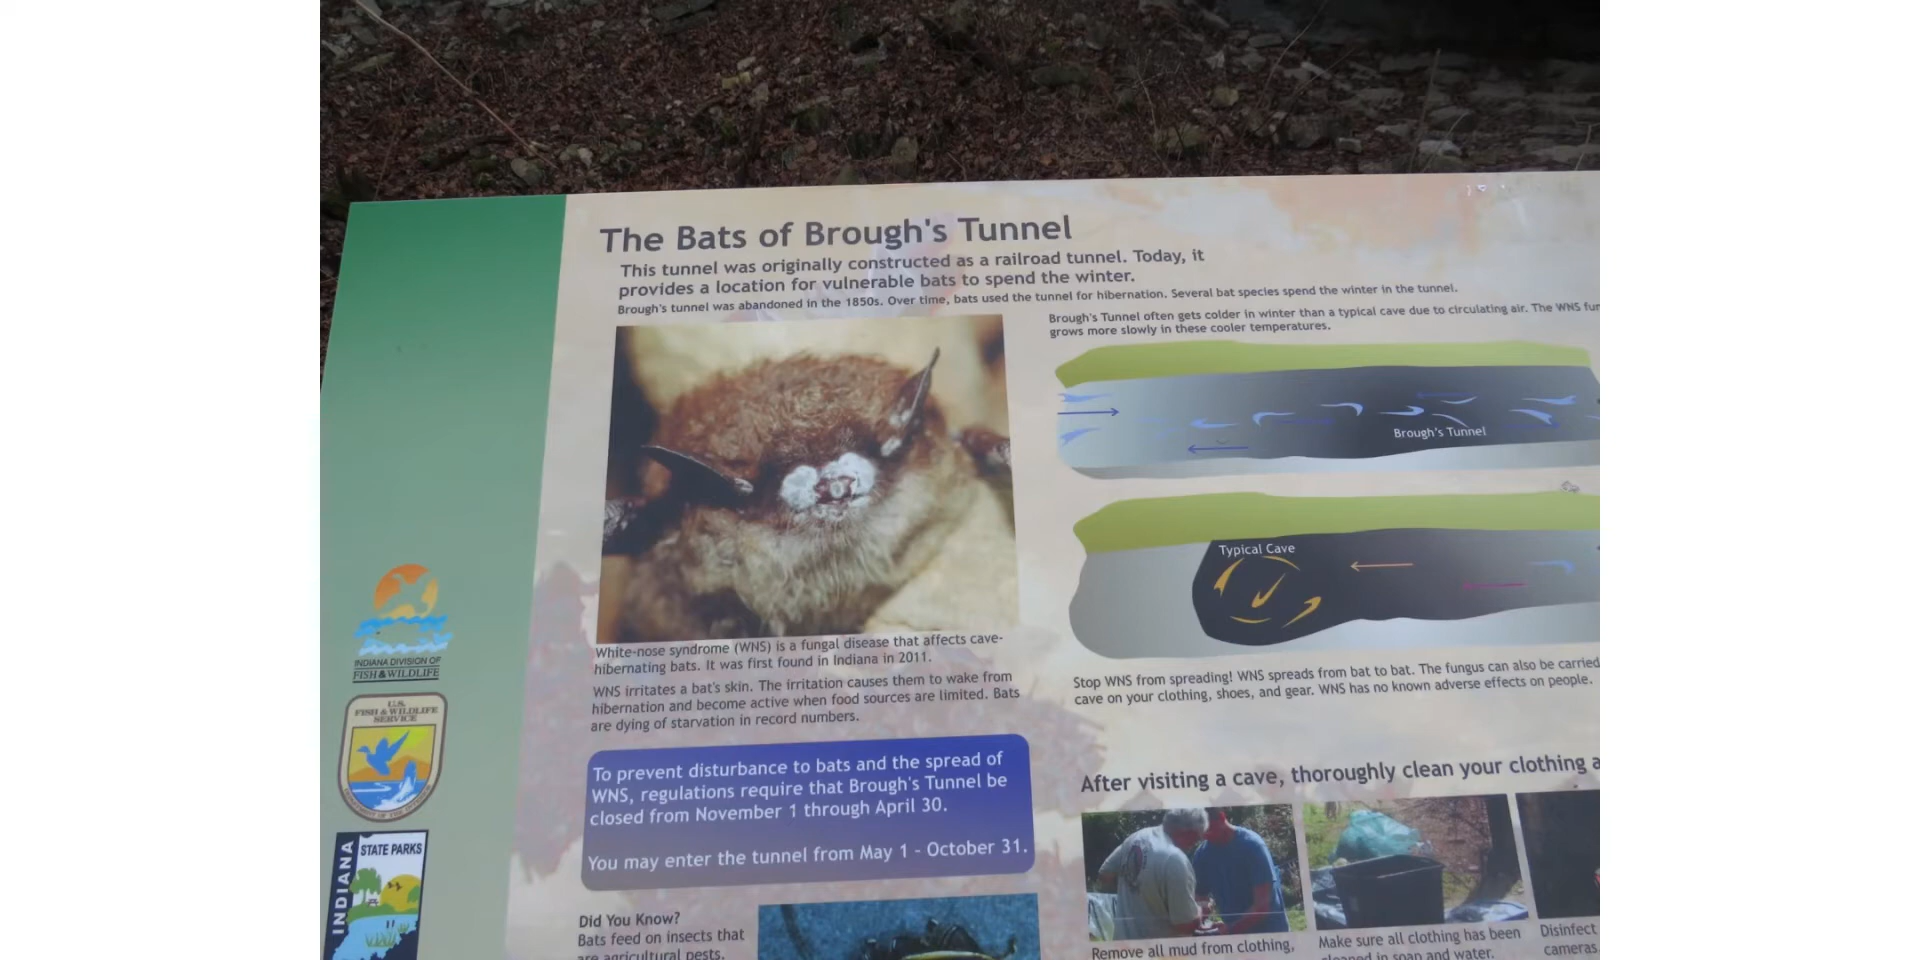 The Bats of Brough's Tunnel
This tunnel was originally constructed as a railroad tunnel. Today, it
provides a location for vulnerable bats to spend the winter.
Brough's tunnel was abandoned in the 1850s. Over time, bats used the tunnel for hibernation. Several bat species spend the winter in the tunnel.
Brough's Tunnel often gets colder in winter than a typical cave due to circulating air. The WNS
grows more slowly in these cooler temperatures.
Brough's Tunnel
Typical Cave
White-nose syndrome (WNS) is a fungal disease that affects cave-
hibernating bats. It was first found in Indiana in 2011.
WNS irritates a bat's skin. The irritation causes them to wake from
hibernation and become active when food sources are limited. Bats
are dying of starvation in record numbers.
Stop WNS from spreading! WNS spreads from bat to bat. The fungus can also be carried
cave on your clothing, shoes, and gear. WNS has no known adverse effects on people.
To prevent disturbance to bats and the spread of
WNS, regulations require that Brough's Tunnel be
closed from November 1 through April 30.
You may enter the tunnel from May 1 - October 31.
After visiting a cave, thoroughly clean your clothing a
Did You Know?
Bats feed on insects that
are agricultural pests.
Remove all mud from clothing,
Make sure all clothing has been
cleaned in soap and water.
Disinfect
cameras
INDIANA DIVISION OF
FISH & WILDLIFE
U.S.
FISH & WILDLIFE
SERVICE
INDIANA
STATE PARKS